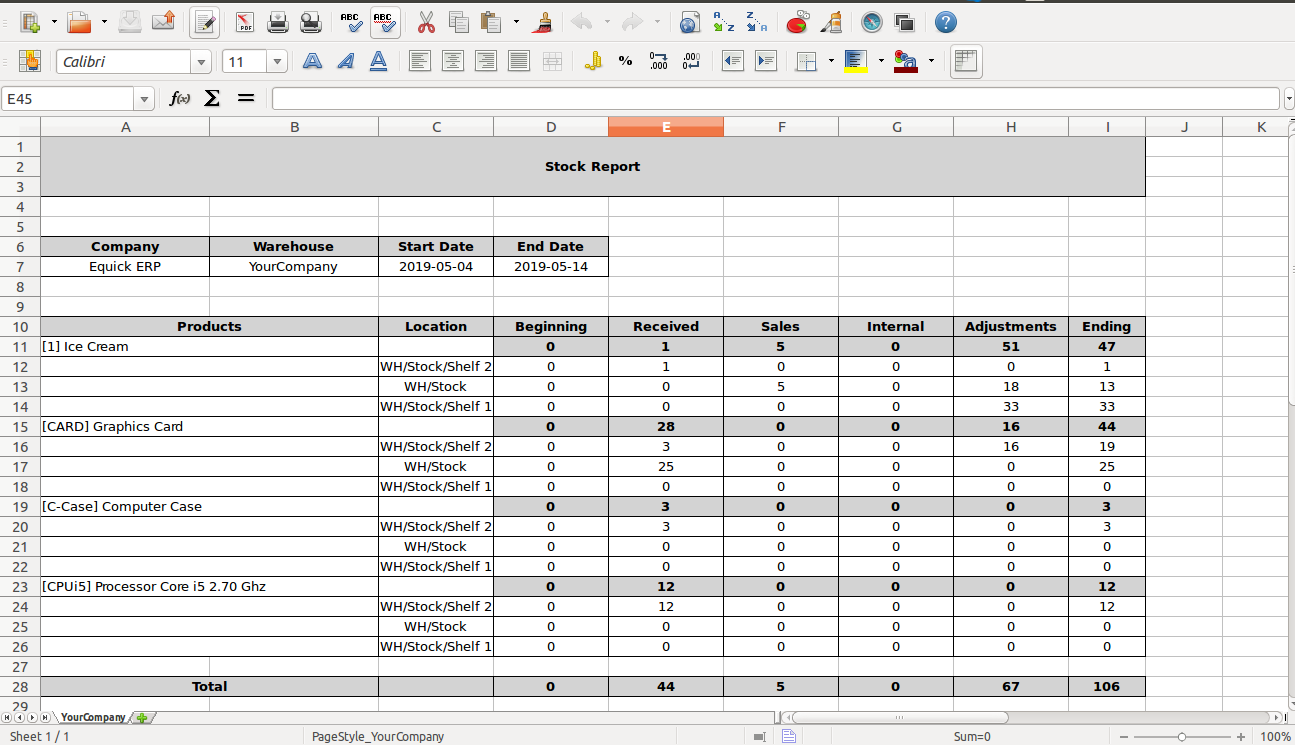 Calibri 11 % .000 .000
E45 f(x) Σ =
A B C D E F G H I J K
1
2 Stock Report
3
4
5
6 Company Warehouse Start Date End Date
7 Equick ERP YourCompany 2019-05-04 2019-05-14
8
9
10 Products Location Beginning Received Sales Internal Adjustments Ending
11 [1] Ice Cream 0 1 5 0 51 47
12 WH/Stock/Shelf 2 0 1 0 0 0 1
13 WH/Stock 0 0 5 0 18 13
14 WH/Stock/Shelf 1 0 0 0 0 33 33
15 [CARD] Graphics Card 0 28 0 0 16 44
16 WH/Stock/Shelf 2 0 3 0 0 16 19
17 WH/Stock 0 25 0 0 0 25
18 WH/Stock/Shelf 1 0 0 0 0 0 0
19 [C-Case] Computer Case 0 3 0 0 0 3
20 WH/Stock/Shelf 2 0 3 0 0 0 3
21 WH/Stock 0 0 0 0 0 0
22 WH/Stock/Shelf 1 0 0 0 0 0 0
23 [CPUi5] Processor Core i5 2.70 Ghz 0 12 0 0 0 12
24 WH/Stock/Shelf 2 0 12 0 0 0 12
25 WH/Stock 0 0 0 0 0 0
26 WH/Stock/Shelf 1 0 0 0 0 0 0
27
28 Total 0 44 5 0 67 106
29
YourCompany
Sheet 1 / 1 PageStyle_YourCompany Sum=0 100%